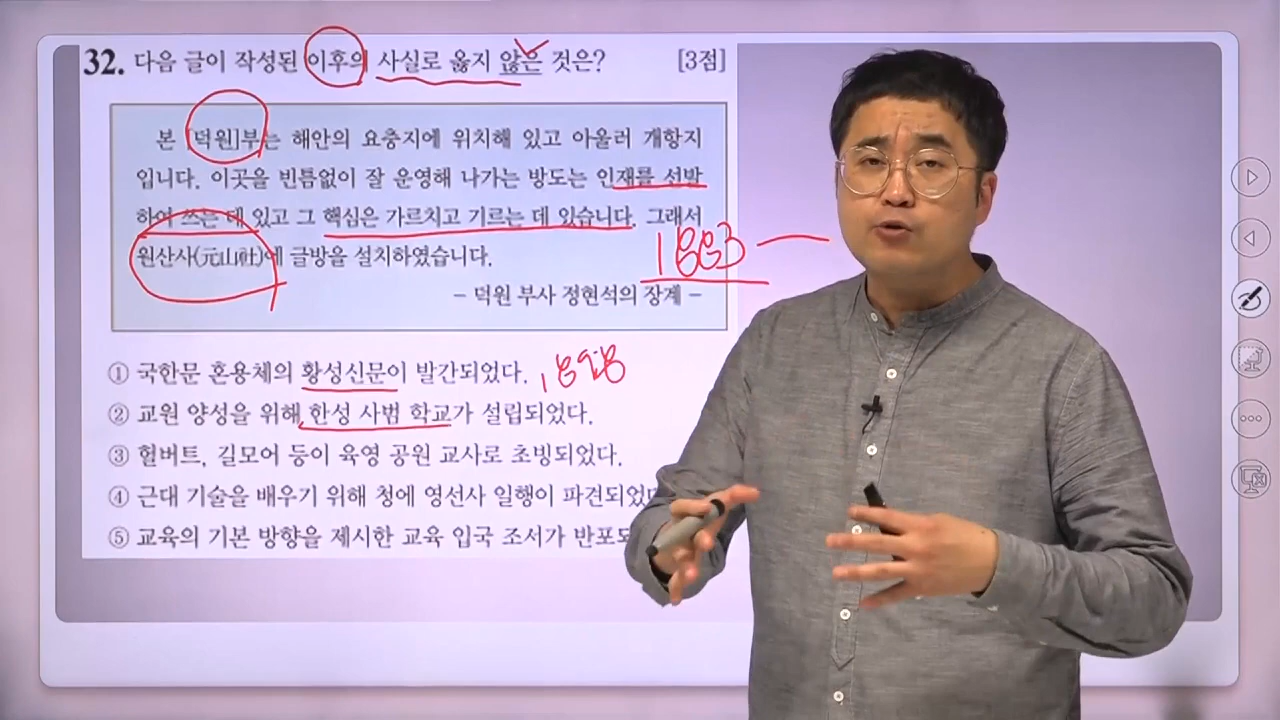 32. 다음 글이 작성된 이후의 사실로 옳지 않은 것은? [3점]
본 [덕원]부는 해안의 요충지에 위치해 있고 아울러 개항지
입니다. 이곳을 빈틈없이 잘 운영해 나가는 방도는 인재를 선발
하여 쓰는 데 있고 그 핵심은 가르치고 기르는 데 있습니다. 그래서
원산사(元山社)에 글방을 설치하였습니다.
1883
- 덕원 부사 정현석의 장계 -
① 국한문 혼용체의 황성신문이 발간되었다. 1898
② 교원 양성을 위해 한성 사범 학교가 설립되었다.
③ 헐버트, 길모어 등이 육영 공원 교사로 초빙되었다.
④ 근대 기술을 배우기 위해 청에 영선사 일행이 파견되었다
⑤ 교육의 기본 방향을 제시한 교육 입국 조서가